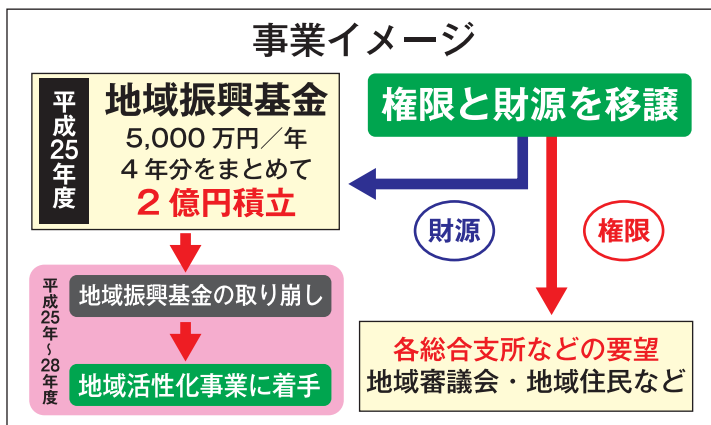 事業イメージ
平成25年度
地域振興基金
5,000万円／年
4年分をまとめて
2億円積立
権限と財源を移譲
財源
権限
平成25年〜28年度
地域振興基金の取り崩し
地域活性化事業に着手
各総合支所などの要望
地域審議会・地域住民など